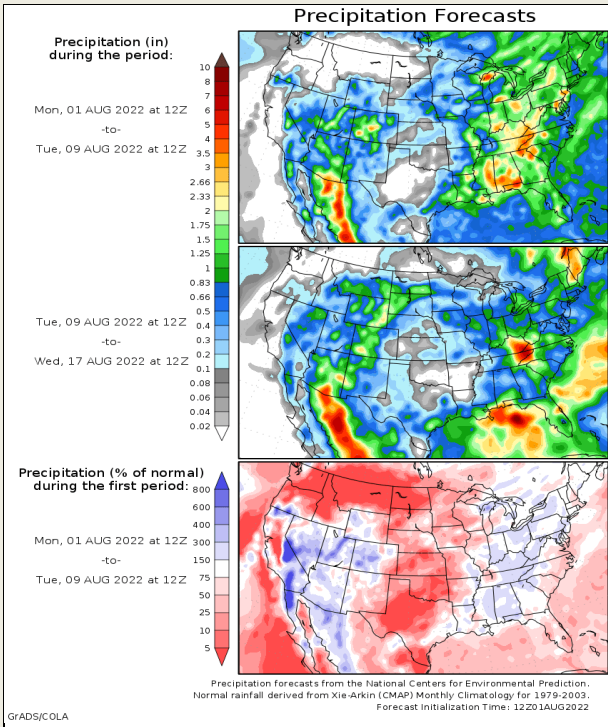 Precipitation Forecasts
Precipitation (in)
during the period:
Mon, 01 AUG 2022 at 12Z
-to-
Tue, 09 AUG 2022 at 12Z
10
8
7
6
5
4
3.5
3
2.66
2.33
2
1.75
1.5
1.25
1
0.83
0.66
0.5
0.4
0.3
0.2
0.1
0.08
0.06
0.04
0.02
Tue, 09 AUG 2022 at 12Z
-to-
Wed, 17 AUG 2022 at 12Z
Precipitation (% of normal)
during the first period:
Mon, 01 AUG 2022 at 12Z
-to-
Tue, 09 AUG 2022 at 12Z
800
600
400
300
150
75
50
25
10
5
Precipitation forecasts from the National Centers for Environmental Prediction.
Normal rainfall derived from Xie-Arkin (CMAP) Monthly Climatology for 1979-2003.
Forecast Initialization Time: 12Z01AUG2022
GrADS/COLA